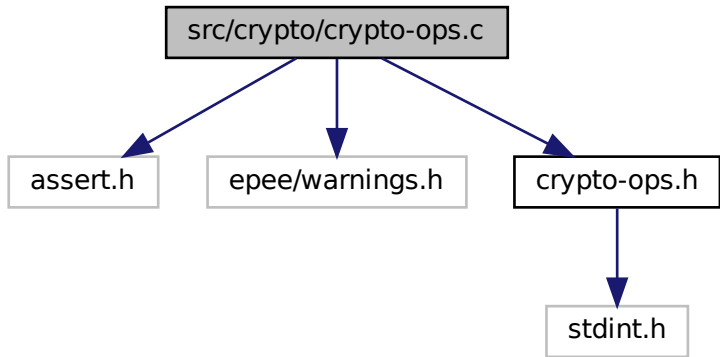 src/crypto/crypto-ops.c
assert.h
epee/warnings.h
crypto-ops.h
stdint.h